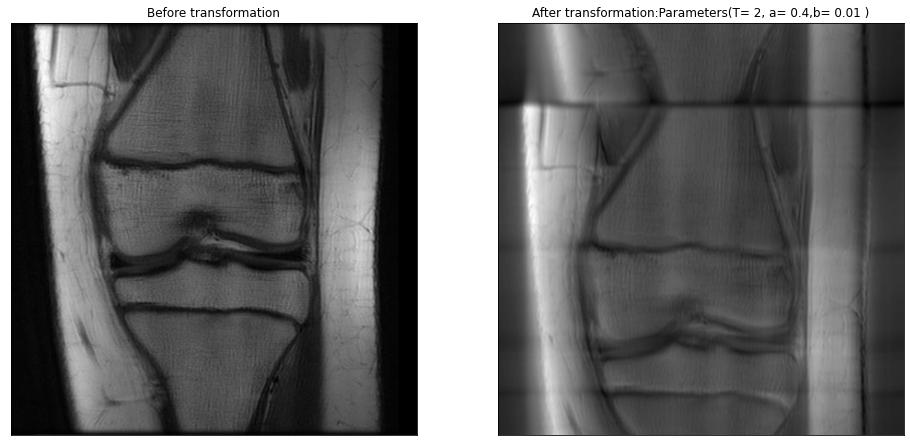 Before transformation
After transformation:Parameters(T= 2, a= 0.4,b= 0.01 )